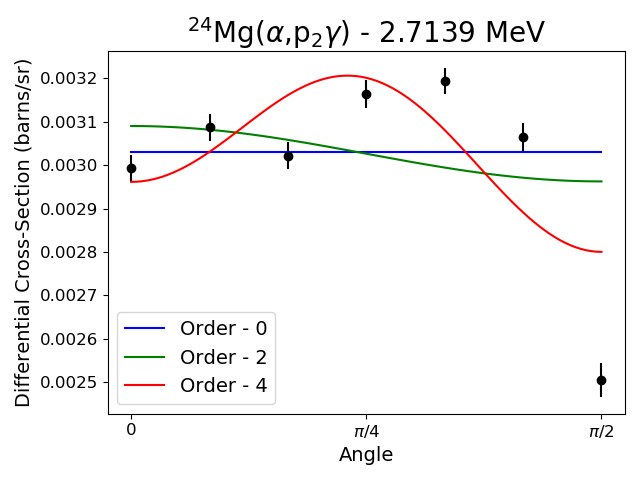 ²⁴Mg(α,p₂γ) - 2.7139 MeV
Differential Cross-Section (barns/sr)
0.0032
0.0031
0.0030
0.0029
0.0028
0.0027
0.0026
0.0025
Order - 0
Order - 2
Order - 4
0 π/4 π/2
Angle